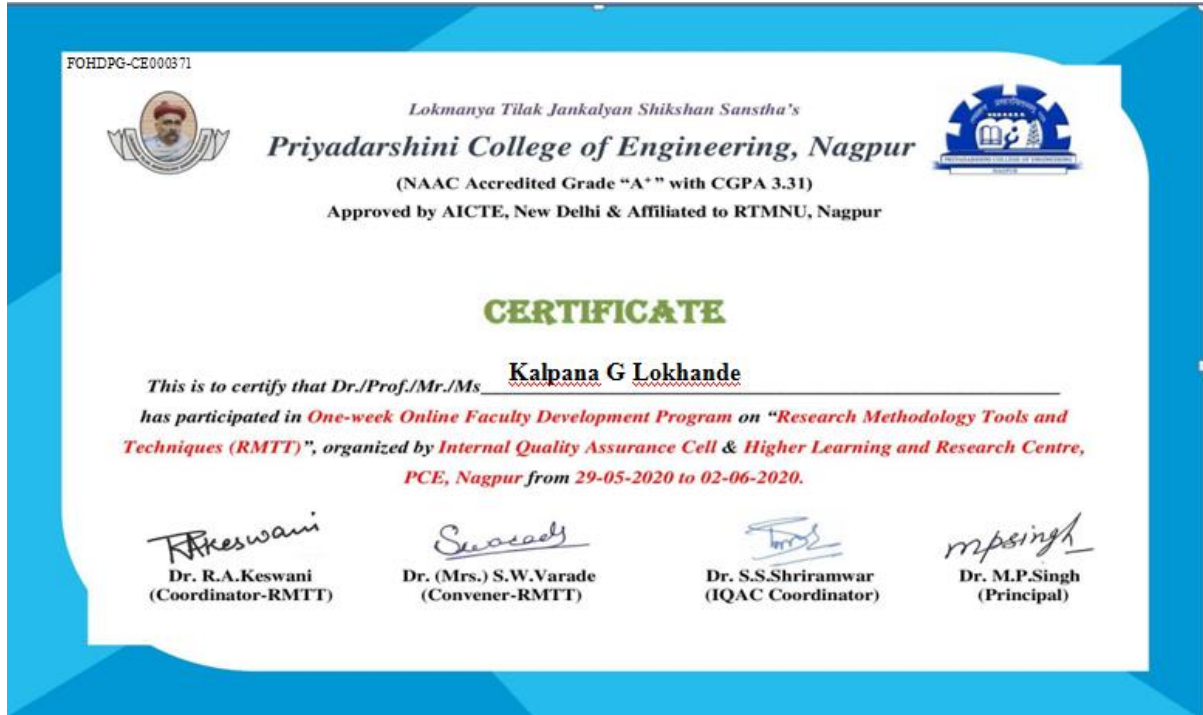 FOHDPG-CE000371
Lokmanya Tilak Jankalyan Shikshan Sanstha's
Priyadarshini College of Engineering, Nagpur
(NAAC Accredited Grade “A+” with CGPA 3.31)
Approved by AICTE, New Delhi & Affiliated to RTMNU, Nagpur
PRIYADARSHINI COLLEGE OF ENGINEERING
NAGPUR
CERTIFICATE
This is to certify that Dr./Prof./Mr./Ms Kalpana G Lokhande
has participated in One-week Online Faculty Development Program on “Research Methodology Tools and
Techniques (RMTT)”, organized by Internal Quality Assurance Cell & Higher Learning and Research Centre,
PCE, Nagpur from 29-05-2020 to 02-06-2020.
RAKeswani
mpsingh
Dr. R.A.Keswani
(Coordinator-RMTT)
Dr. (Mrs.) S.W.Varade
(Convener-RMTT)
Dr. S.S.Shriramwar
(IQAC Coordinator)
Dr. M.P.Singh
(Principal)